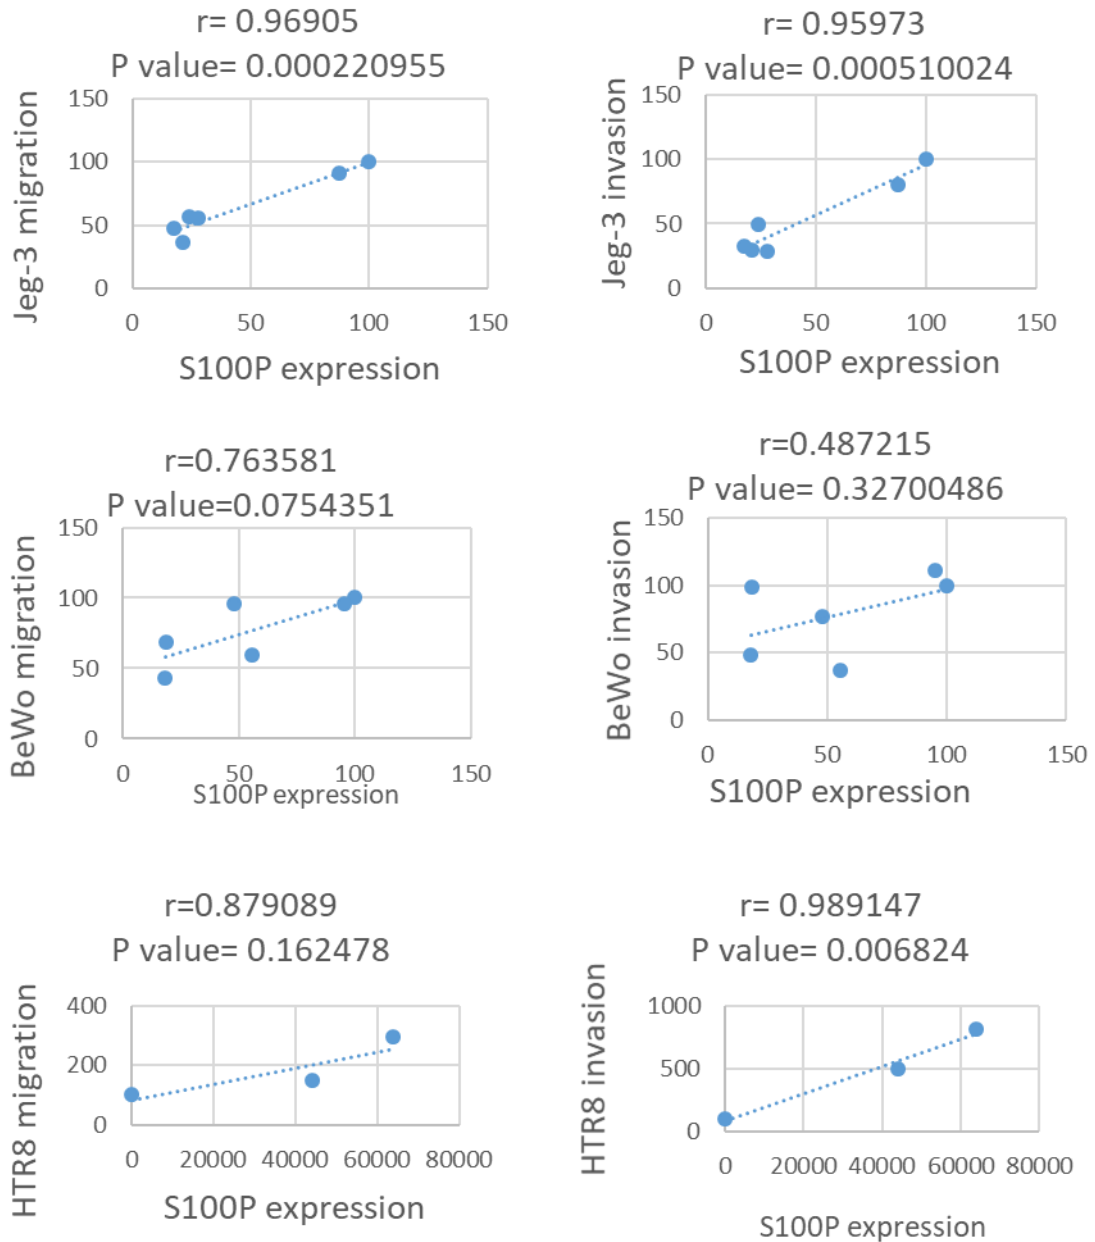 r= 0.96905
P value= 0.000220955
Jeg-3 migration
150
100
50
0
0 50 100 150
S100P expression
r= 0.95973
P value= 0.000510024
Jeg-3 invasion
150
100
50
0
0 50 100 150
S100P expression
r=0.763581
P value=0.0754351
BeWo migration
150
100
50
0
0 50 100 150
S100P expression
r=0.487215
P value= 0.32700486
BeWo invasion
150
100
50
0
0 50 100 150
S100P expression
r=0.879089
P value= 0.162478
HTR8 migration
400
200
0
0 20000 40000 60000 80000
S100P expression
r= 0.989147
P value= 0.006824
HTR8 invasion
1000
500
0
0 20000 40000 60000 80000
S100P expression